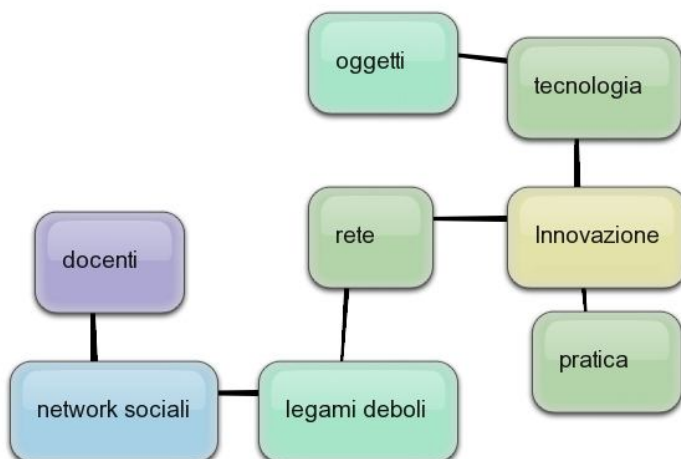 oggetti
tecnologia
rete
Innovazione
docenti
pratica
network sociali
legami deboli